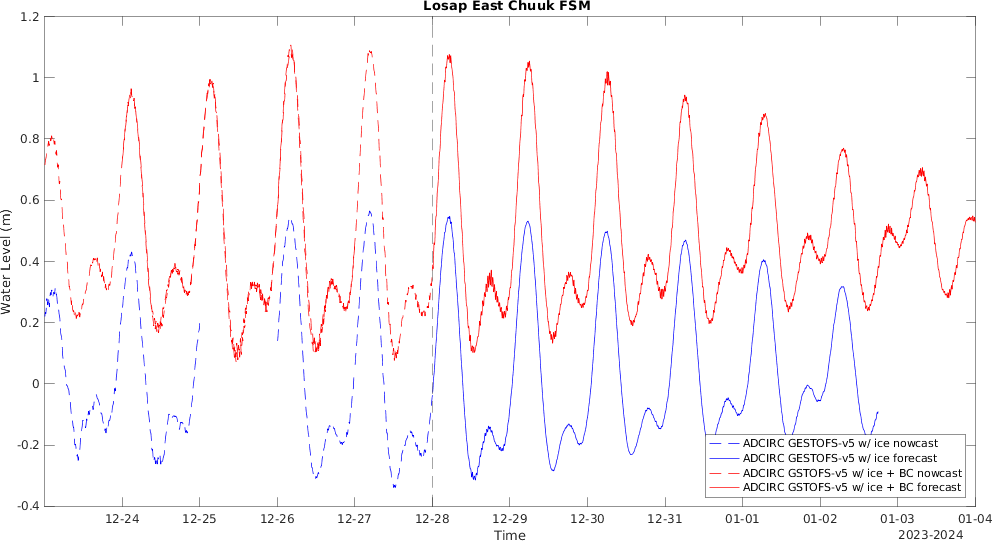 Losap East Chuuk FSM
Water Level (m)
1.2
1
0.8
0.6
0.4
0.2
0
-0.2
-0.4
ADCIRC GESTOFS-v5 w/ ice nowcast
ADCIRC GESTOFS-v5 w/ ice forecast
ADCIRC GSTOFS-v5 w/ ice + BC nowcast
ADCIRC GSTOFS-v5 w/ ice + BC forecast
12-24 12-25 12-26 12-27 12-28 12-29 12-30 12-31 01-01 01-02 01-03 01-04
Time
2023-2024